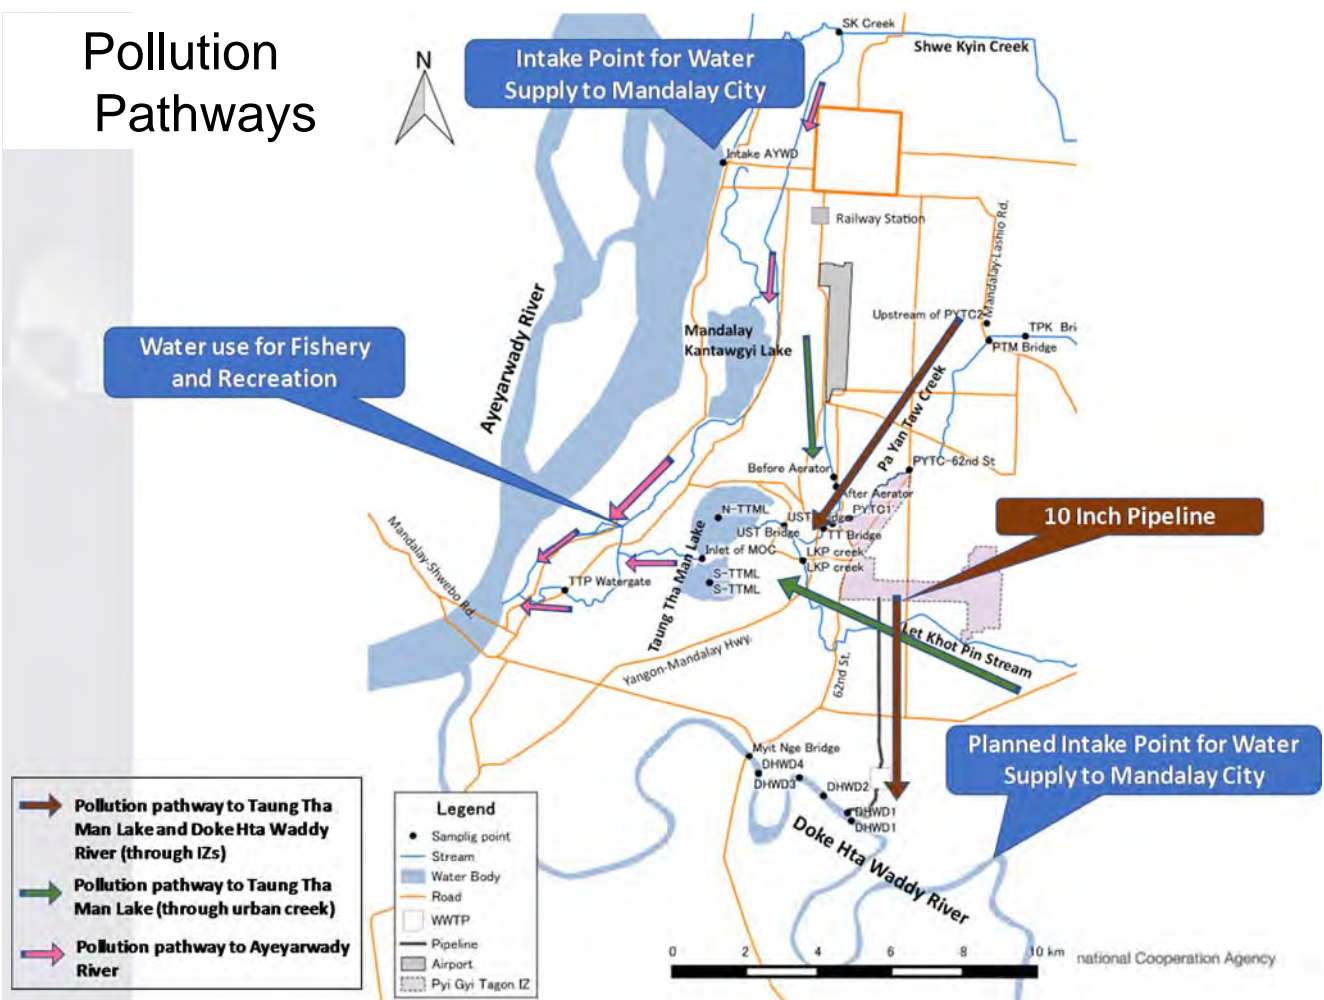 Pollution
Pathways
N
Intake Point for Water
Supply to Mandalay City
SK Creek
Shwe Kyin Creek
Intake AYWD
Railway Station
Mandalay-Lashio Rd.
Ayeyarwady River
Mandalay
Kantawgyi Lake
Upstream of PYTC2
TPK Bri
PTM Bridge
Water use for Fishery
and Recreation
Pa Yan Taw Creek
Before Aerator
PYTC-62nd St
After Aerator
N-TTML
UST
PYTC1
UST Bridge
TT Bridge
10 Inch Pipeline
Mandalay-Shwebo Rd.
Taung Tha Man Lake
Inlet of MOC
LKP creek
LKP creek
S-TTML
S-TTML
TTP Watergate
Let Khot Pin Stream
Yangon-Mandalay Hwy.
62nd St.
Planned Intake Point for Water
Supply to Mandalay City
Myit Nge Bridge
DHWD4
DHWD3
DHWD2
DHWD1
DHWD1
Doke Hta Waddy River
Pollution pathway to Taung Tha
Man Lake and Doke Hta Waddy
River (through IZs)
Pollution pathway to Taung Tha
Man Lake (through urban creek)
Pollution pathway to Ayeyarwady
River
Legend
Samplig point
Stream
Water Body
Road
WWTP
Pipeline
Airport
Pyi Gyi Tagon IZ
0 2 4 6 8 10 km
national Cooperation Agency